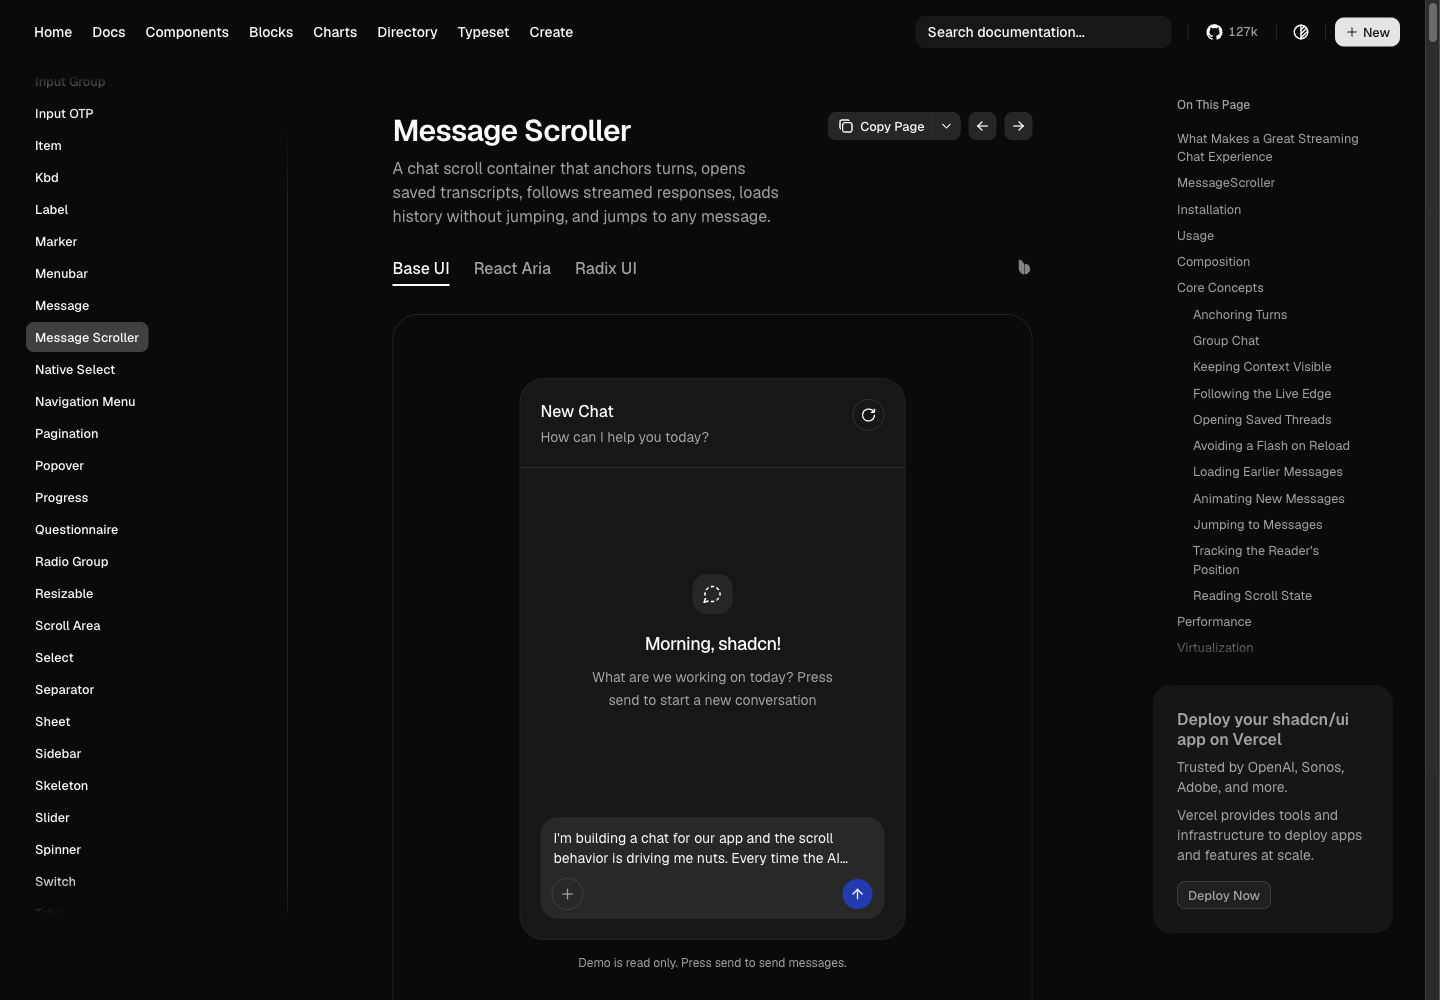 Home
Docs
Components
Blocks
Charts
Directory
Typeset
Create
Search documentation...
127k
New
Input Group
Input OTP
Item
Kbd
Label
Marker
Menubar
Message
Message Scroller
Native Select
Navigation Menu
Pagination
Popover
Progress
Questionnaire
Radio Group
Resizable
Scroll Area
Select
Separator
Sheet
Sidebar
Skeleton
Slider
Spinner
Switch
Table
Message Scroller
Copy Page
A chat scroll container that anchors turns, opens
saved transcripts, follows streamed responses, loads
history without jumping, and jumps to any message.
Base UI
React Aria
Radix UI
New Chat
How can I help you today?
Morning, shadcn!
What are we working on today? Press
send to start a new conversation
I'm building a chat for our app and the scroll
behavior is driving me nuts. Every time the AI...
Demo is read only. Press send to send messages.
On This Page
What Makes a Great Streaming
Chat Experience
MessageScroller
Installation
Usage
Composition
Core Concepts
Anchoring Turns
Group Chat
Keeping Context Visible
Following the Live Edge
Opening Saved Threads
Avoiding a Flash on Reload
Loading Earlier Messages
Animating New Messages
Jumping to Messages
Tracking the Reader's
Position
Reading Scroll State
Performance
Virtualization
Deploy your shadcn/ui
app on Vercel
Trusted by OpenAI, Sonos,
Adobe, and more.
Vercel provides tools and
infrastructure to deploy apps
and features at scale.
Deploy Now